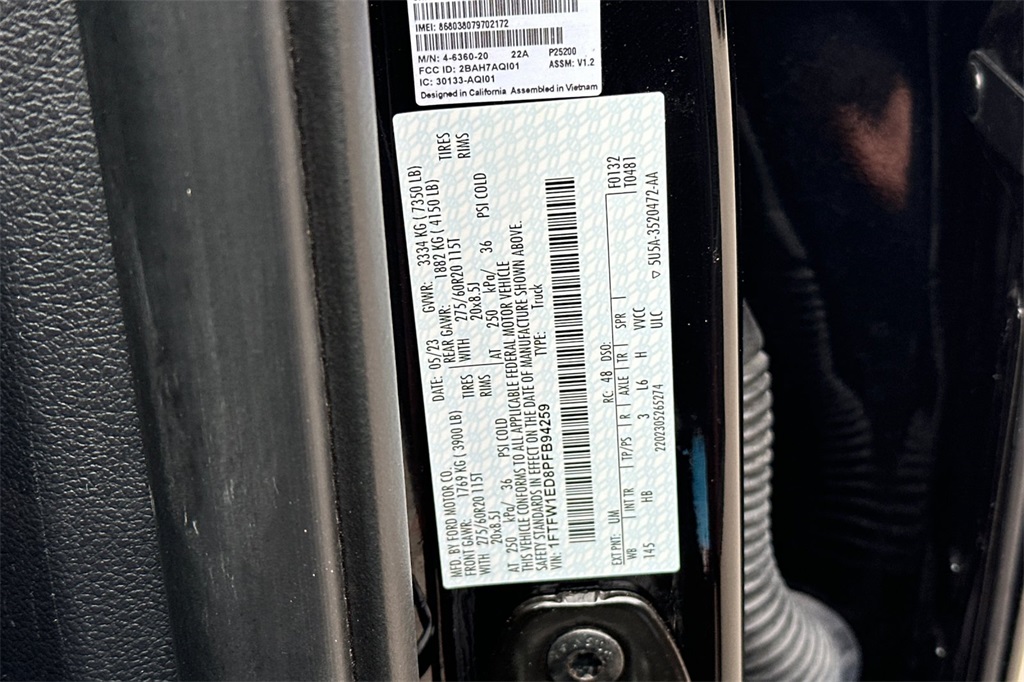 IMEI: 868038079702172
M/N: 4-6360-20 22A P25200
FCC ID: 2BAH7AQI01 ASSM: V1.2
IC: 30133-AQI01
Designed in California Assembled in Vietnam
MFD. BY FORD MOTOR CO.
DATE: 05/23 GVWR: 3334 KG ( 7350 LB)
FRONT GAWR: 1769 KG ( 3900 LB) REAR GAWR: 1882 KG ( 4150 LB)
WITH 275/60R20 115T TIRES WITH 275/60R20 115T TIRES
20x8.5J RIMS 20x8.5J RIMS
AT 250 kPa/ 36 PSI COLD AT 250 kPa/ 36 PSI COLD
THIS VEHICLE CONFORMS TO ALL APPLICABLE FEDERAL MOTOR VEHICLE
SAFETY STANDARDS IN EFFECT ON THE DATE OF MANUFACTURE SHOWN ABOVE.
VIN: 1FTFW1ED8PFB94259 TYPE: Truck
F0132
EXT PNT: UM RC: 48 DSO: T0481
WB INT TR TP/PS R AXLE TR SPR
145 HB 3 L6 H VVCC ▽ 5U5A-3520472-AA
2202305265274 ULC